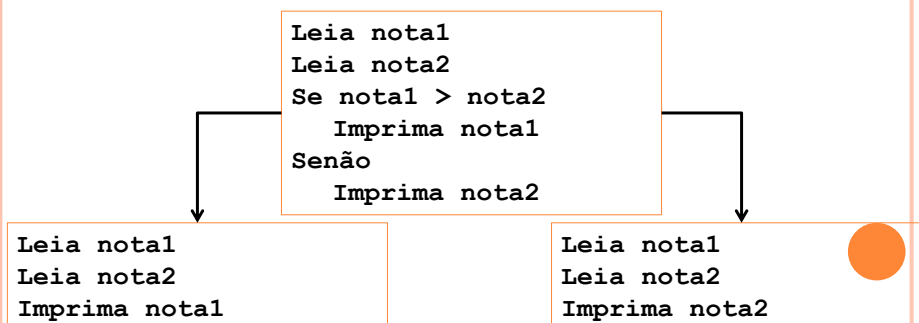 Leia nota1
Leia nota2
Se nota1 > nota2
Imprima nota1
Senão
Imprima nota2
Leia nota1
Leia nota2
Imprima nota1
Leia nota1
Leia nota2
Imprima nota2